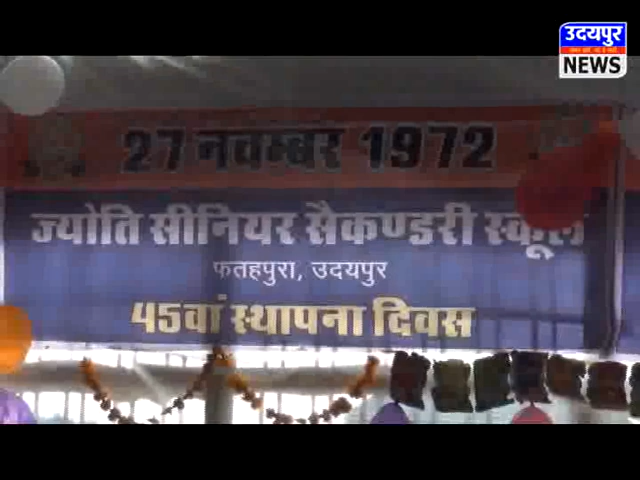 उदयपुर
NEWS
27 नवम्बर 1972
ज्योति सीनियर सैकण्डरी स्कूल
फतहपुरा, उदयपुर
45वां स्थापना दिवस